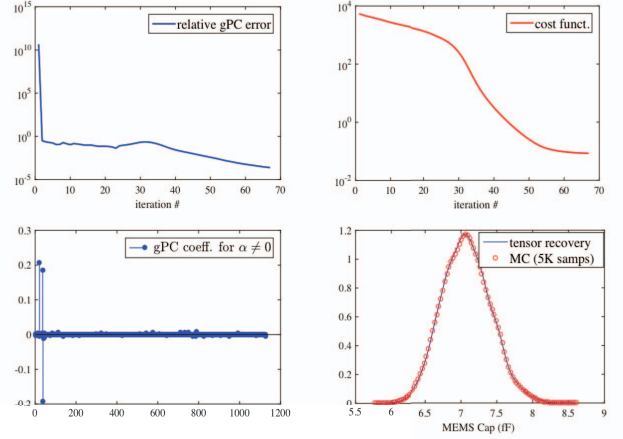 10^15
10^10
10^5
10^0
10^-5
relative gPC error
0 10 20 30 40 50 60 70
iteration #
10^4
10^2
10^0
10^-2
cost funct.
0 10 20 30 40 50 60 70
iteration #
0.3
0.2
0.1
0
-0.1
-0.2
gPC coeff. for α ≠ 0
0 200 400 600 800 1000 1200
1.2
1
0.8
0.6
0.4
0.2
0
tensor recovery
MC (5K samps)
5.5 6 6.5 7 7.5 8 8.5 9
MEMS Cap (fF)